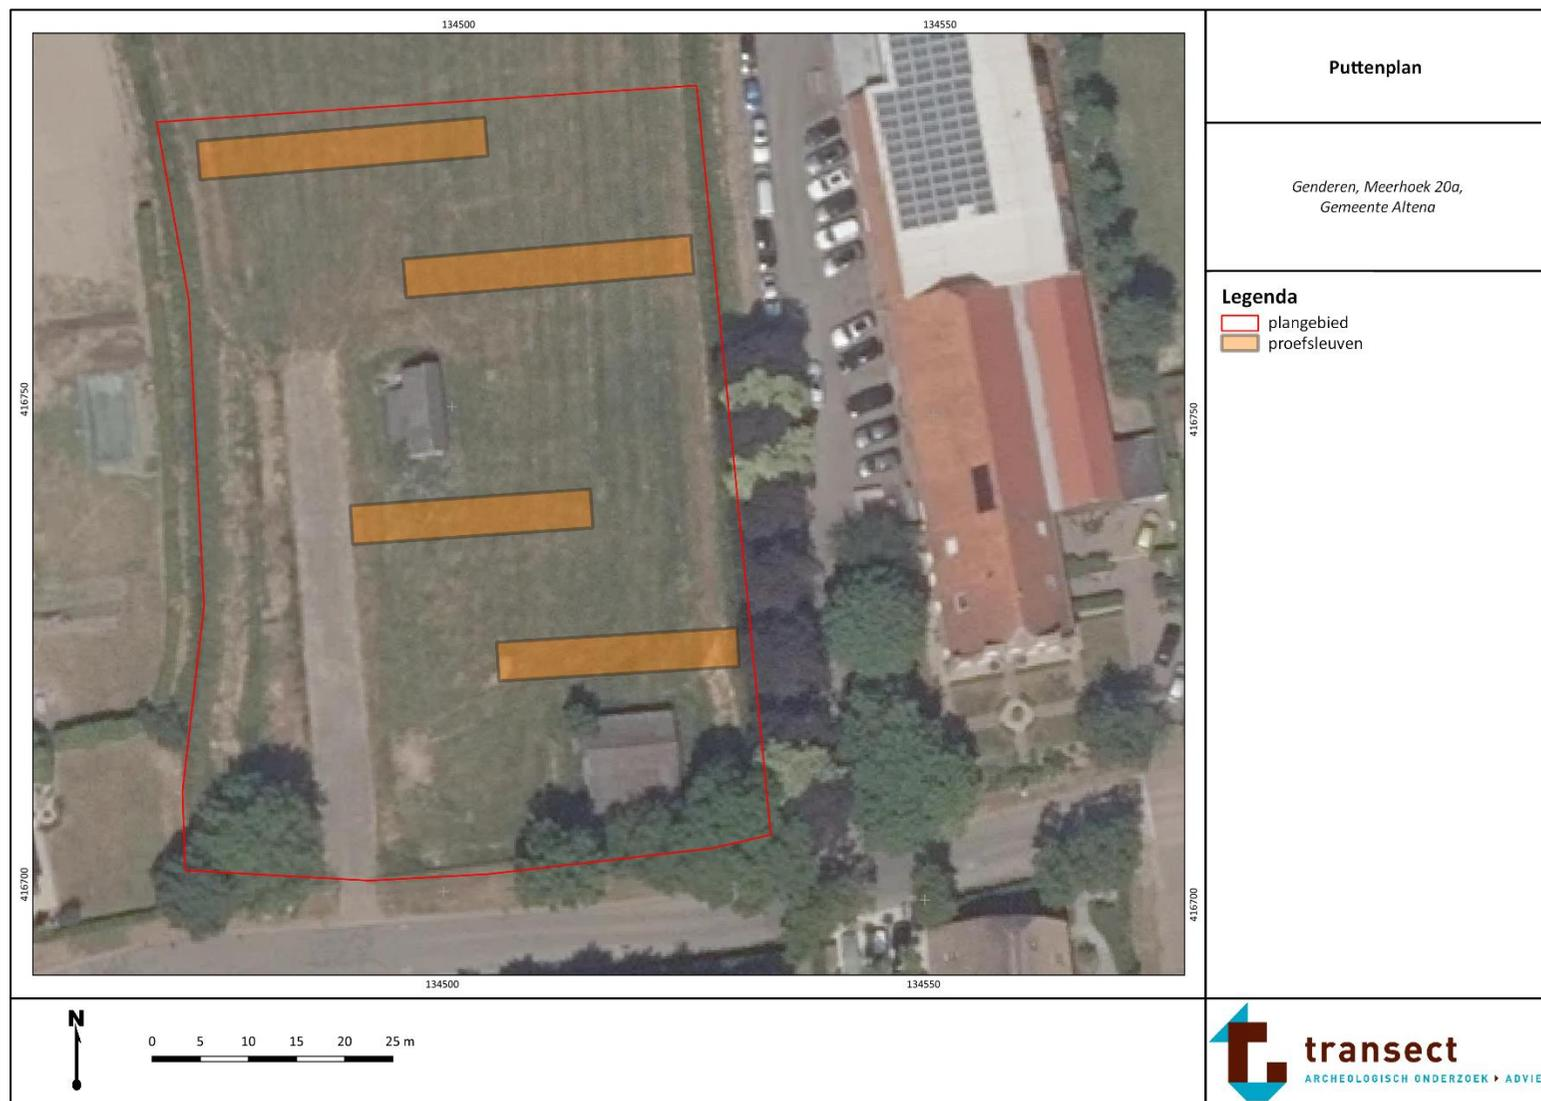 134500
134550
416750
416750
416700
416700
134500
134550
Puttenplan
Genderen, Meerhoek 20a,
Gemeente Altena
Legenda
plangebied
proefsleuven
N
0 5 10 15 20 25 m
transect
ARCHEOLOGISCH ONDERZOEK ADVIE